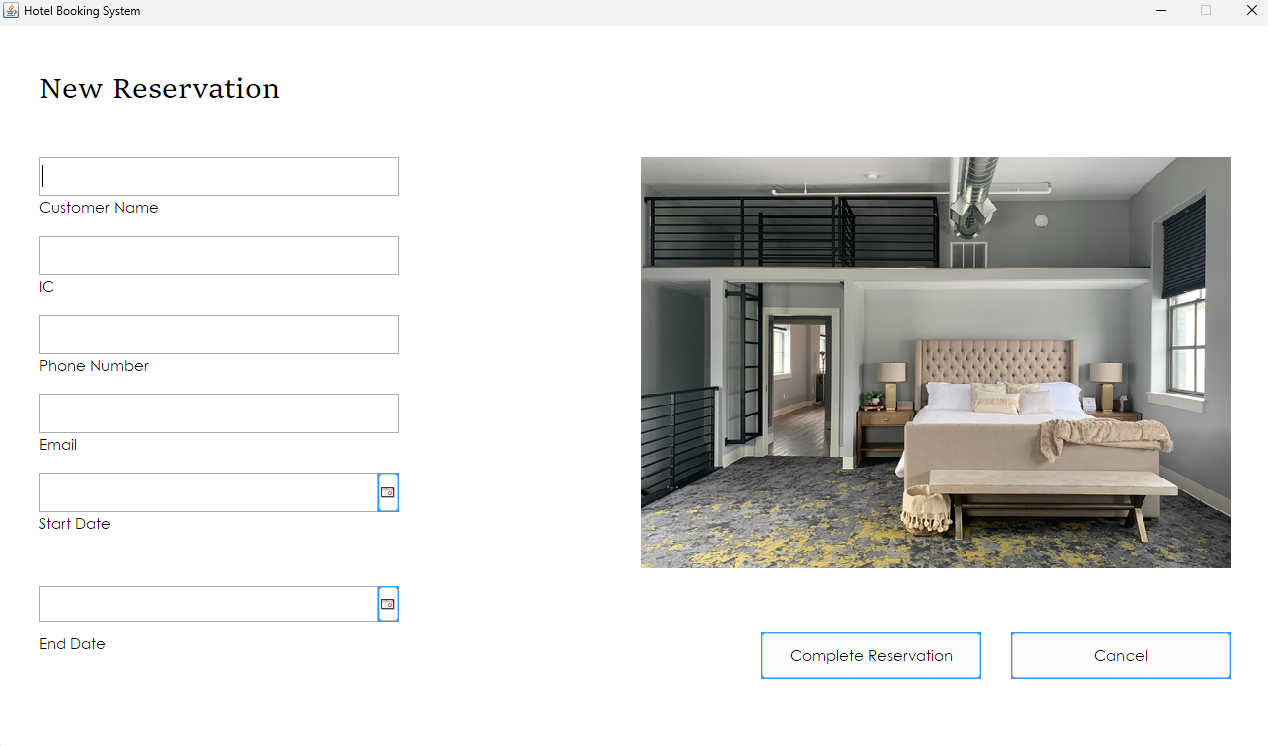 Hotel Booking System
New Reservation
Customer Name
IC
Phone Number
Email
Start Date
End Date
Complete Reservation
Cancel